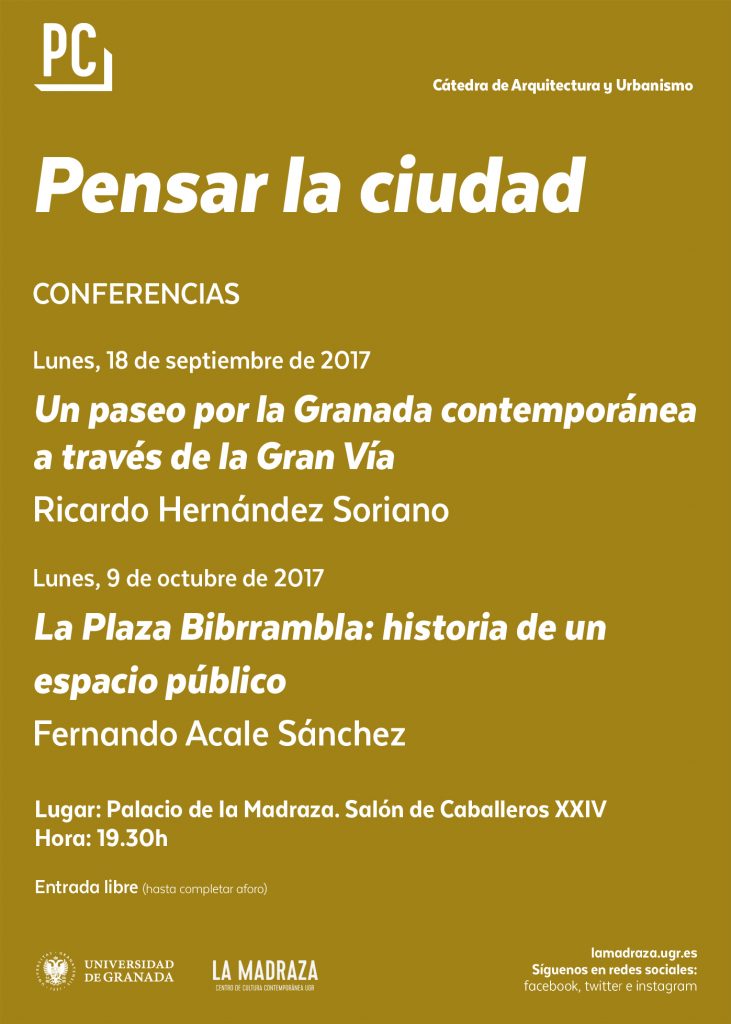 PC
Cátedra de Arquitectura y Urbanismo
Pensar la ciudad
CONFERENCIAS
Lunes, 18 de septiembre de 2017
Un paseo por la Granada contemporánea
a través de la Gran Vía
Ricardo Hernández Soriano
Lunes, 9 de octubre de 2017
La Plaza Bibrrambla: historia de un
espacio público
Fernando Acale Sánchez
Lugar: Palacio de la Madraza. Salón de Caballeros XXIV
Hora: 19.30h
Entrada libre (hasta completar aforo)
UNIVERSIDAD
DE GRANADA
LA MADRAZA
CENTRO DE CULTURA CONTEMPORÁNEA UGR
lamadraza.ugr.es
Síguenos en redes sociales:
facebook, twitter e instagram